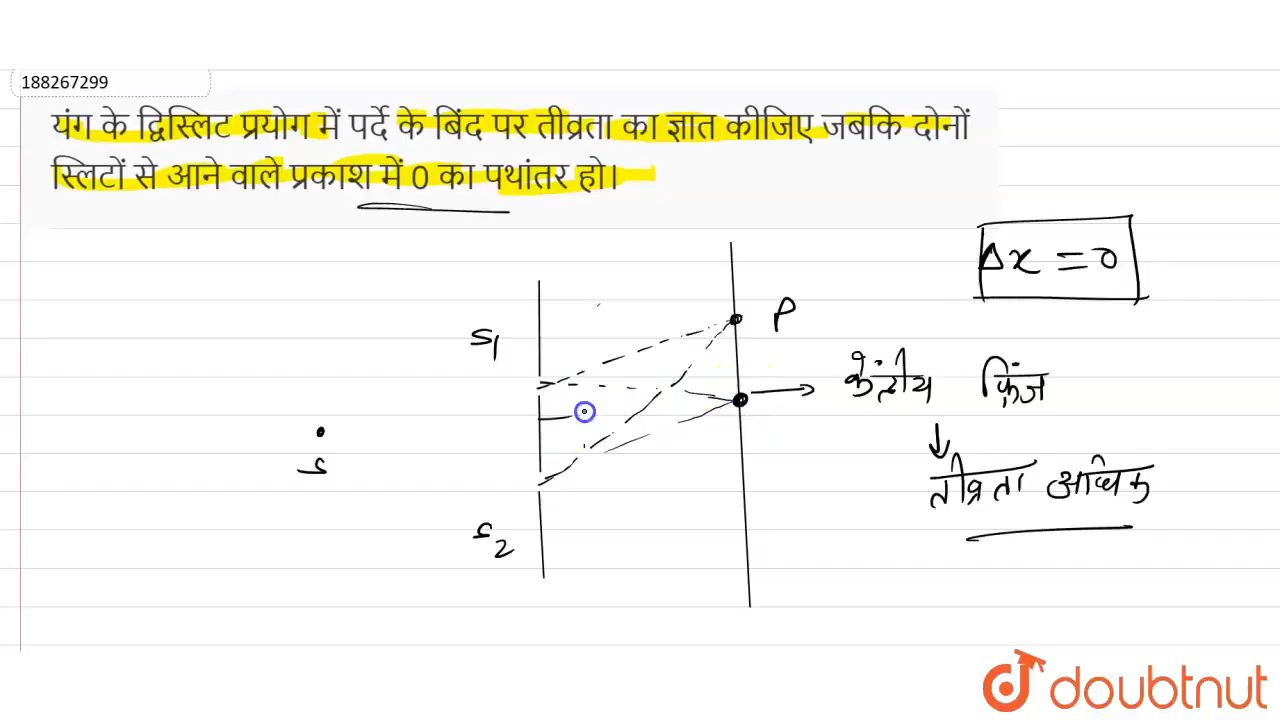 188267299
यंग के द्विस्लिट प्रयोग में पर्दे के बिंद पर तीव्रता का ज्ञात कीजिए जबकि दोनों
स्लिटों से आने वाले प्रकाश में 0 का पथांतर हो।
Δx = 0
P
S1
केंद्रीय फ्रिंज
S
तीव्रता अधिक
S2
doubtnut